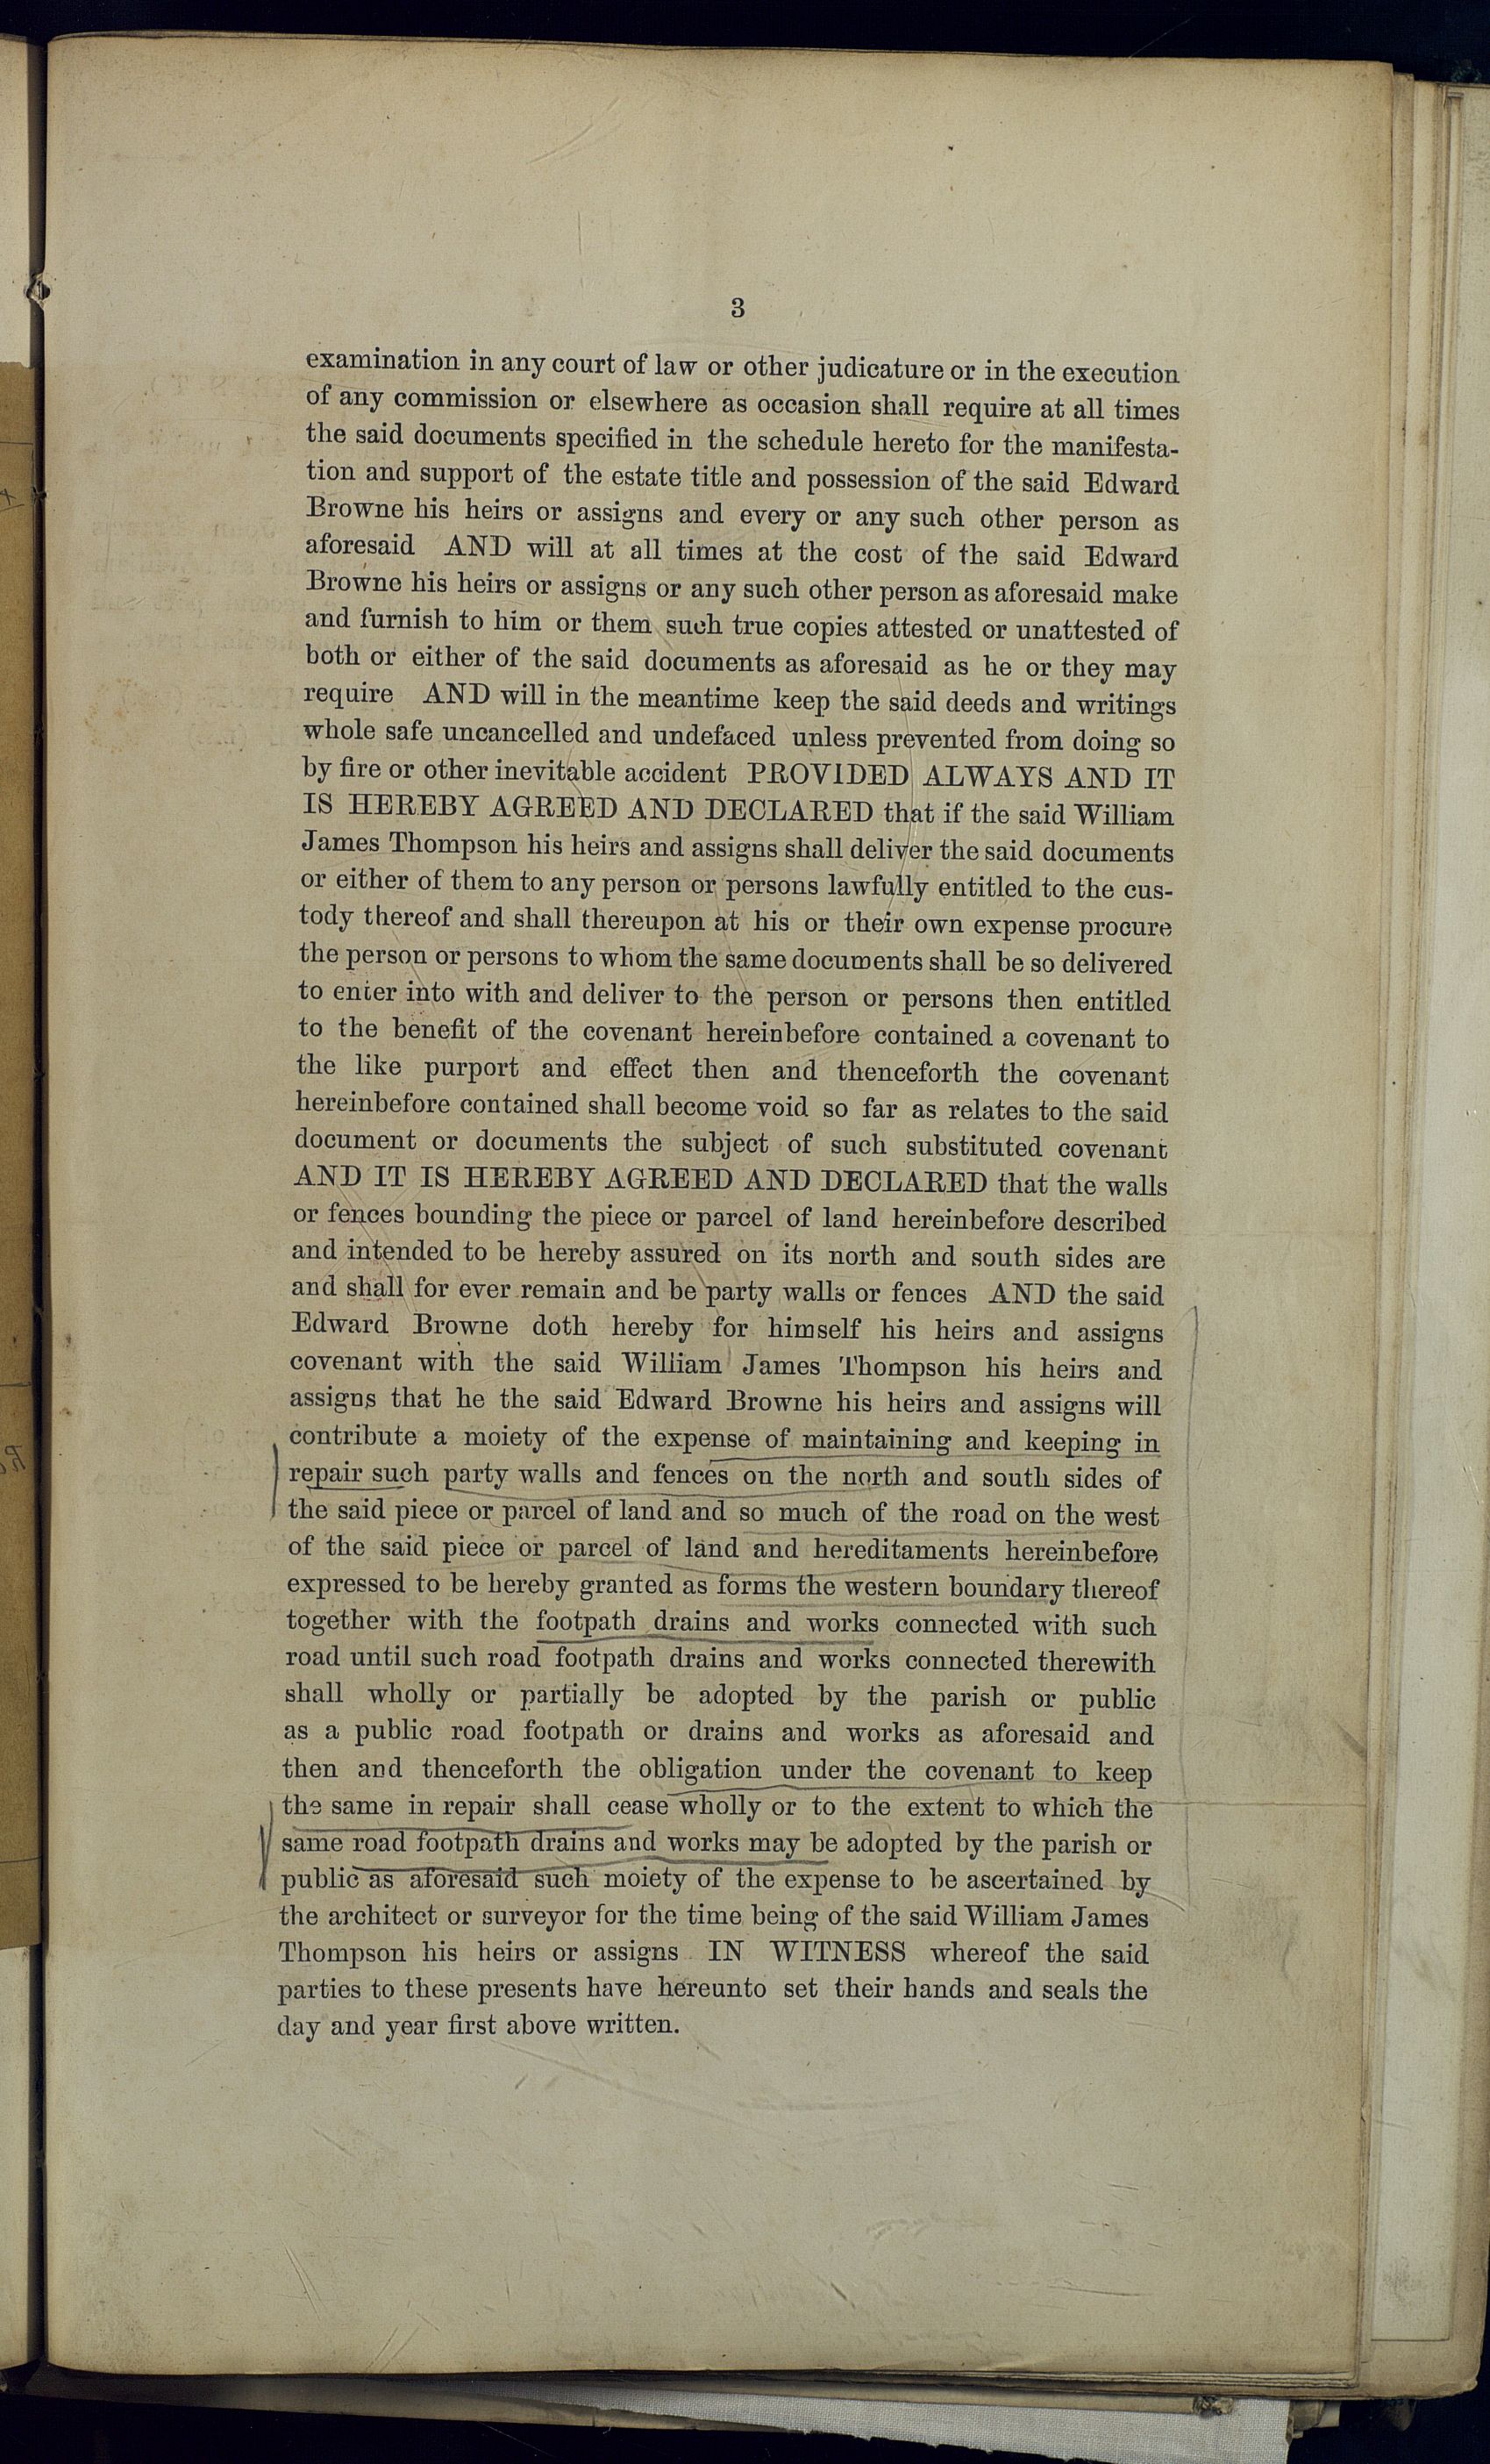 3
examination in any court of law or other judicature or in the execution
of any commission or elsewhere as occasion shall require at all times
the said documents specified in the schedule hereto for the manifesta-
tion and support of the estate title and possession of the said Edward
Browne his heirs or assigns and every or any such other person as
aforesaid AND will at all times at the cost of the said Edward
Browne his heirs or assigns or any such other person as aforesaid make
and furnish to him or them such true copies attested or unattested of
both or either of the said documents as aforesaid as he or they may
require AND will in the meantime keep the said deeds and writings
whole safe uncancelled and undefaced unless prevented from doing so
by fire or other inevitable accident PROVIDED ALWAYS AND IT
IS HEREBY AGREED AND DECLARED that if the said William
James Thompson his heirs and assigns shall deliver the said documents
or either of them to any person or persons lawfully entitled to the cus-
tody thereof and shall thereupon at his or their own expense procure
the person or persons to whom the same documents shall be so delivered
to enter into with and deliver to the person or persons then entitled
to the benefit of the covenant hereinbefore contained a covenant to
the like purport and effect then and thenceforth the covenant
hereinbefore contained shall become void so far as relates to the said
document or documents the subject of such substituted covenant
AND IT IS HEREBY AGREED AND DECLARED that the walls
or fences bounding the piece or parcel of land hereinbefore described
and intended to be hereby assured on its north and south sides are
and shall for ever remain and be party walls or fences AND the said
Edward Browne doth hereby for himself his heirs and assigns
covenant with the said William James Thompson his heirs and
assigns that he the said Edward Browne his heirs and assigns will
contribute a moiety of the expense of maintaining and keeping in
repair such party walls and fences on the north and south sides of
the said piece or parcel of land and so much of the road on the west
of the said piece or parcel of land and hereditaments hereinbefore
expressed to be hereby granted as forms the western boundary thereof
together with the footpath drains and works connected with such
road until such road footpath drains and works connected therewith
shall wholly or partially be adopted by the parish or public
as a public road footpath or drains and works as aforesaid and
then and thenceforth the obligation under the covenant to keep
the same in repair shall cease wholly or to the extent to which the
same road footpath drains and works may be adopted by the parish or
public as aforesaid such moiety of the expense to be ascertained by
the architect or surveyor for the time being of the said William James
Thompson his heirs or assigns IN WITNESS whereof the said
parties to these presents have hereunto set their hands and seals the
day and year first above written.